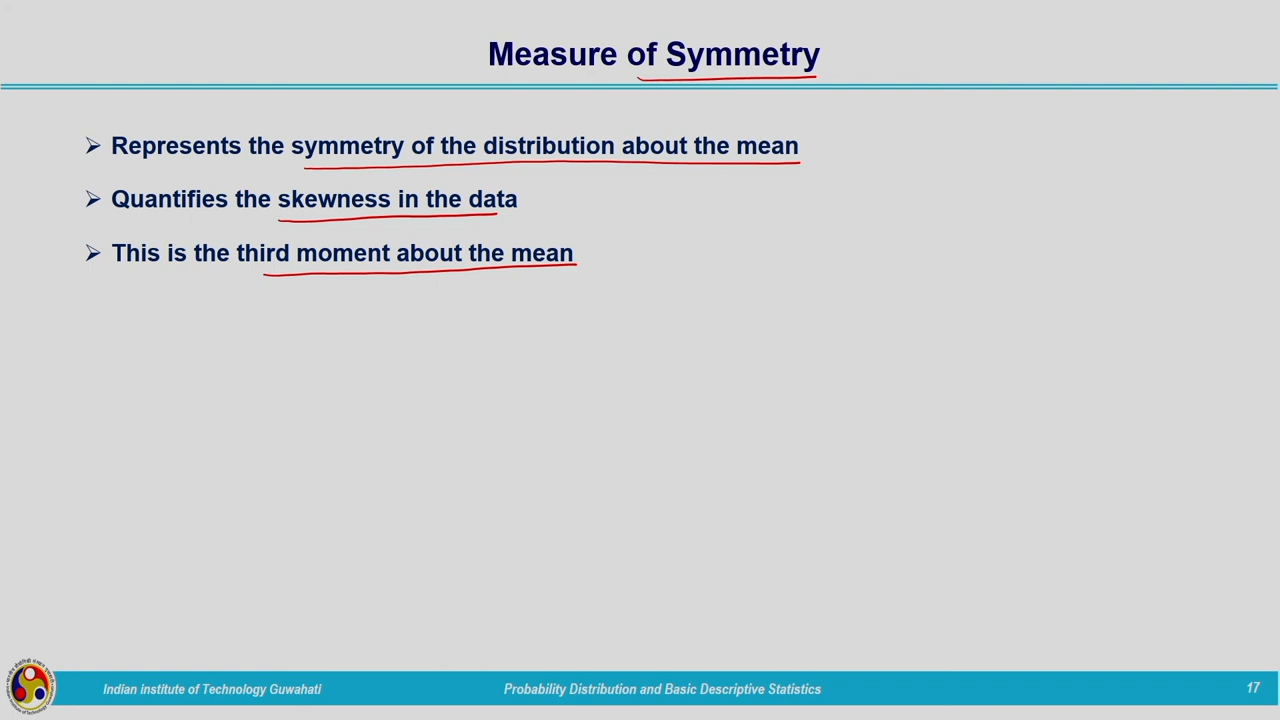 Measure of Symmetry
Represents the symmetry of the distribution about the mean
Quantifies the skewness in the data
This is the third moment about the mean
Indian institute of Technology Guwahati
Probability Distribution and Basic Descriptive Statistics
17